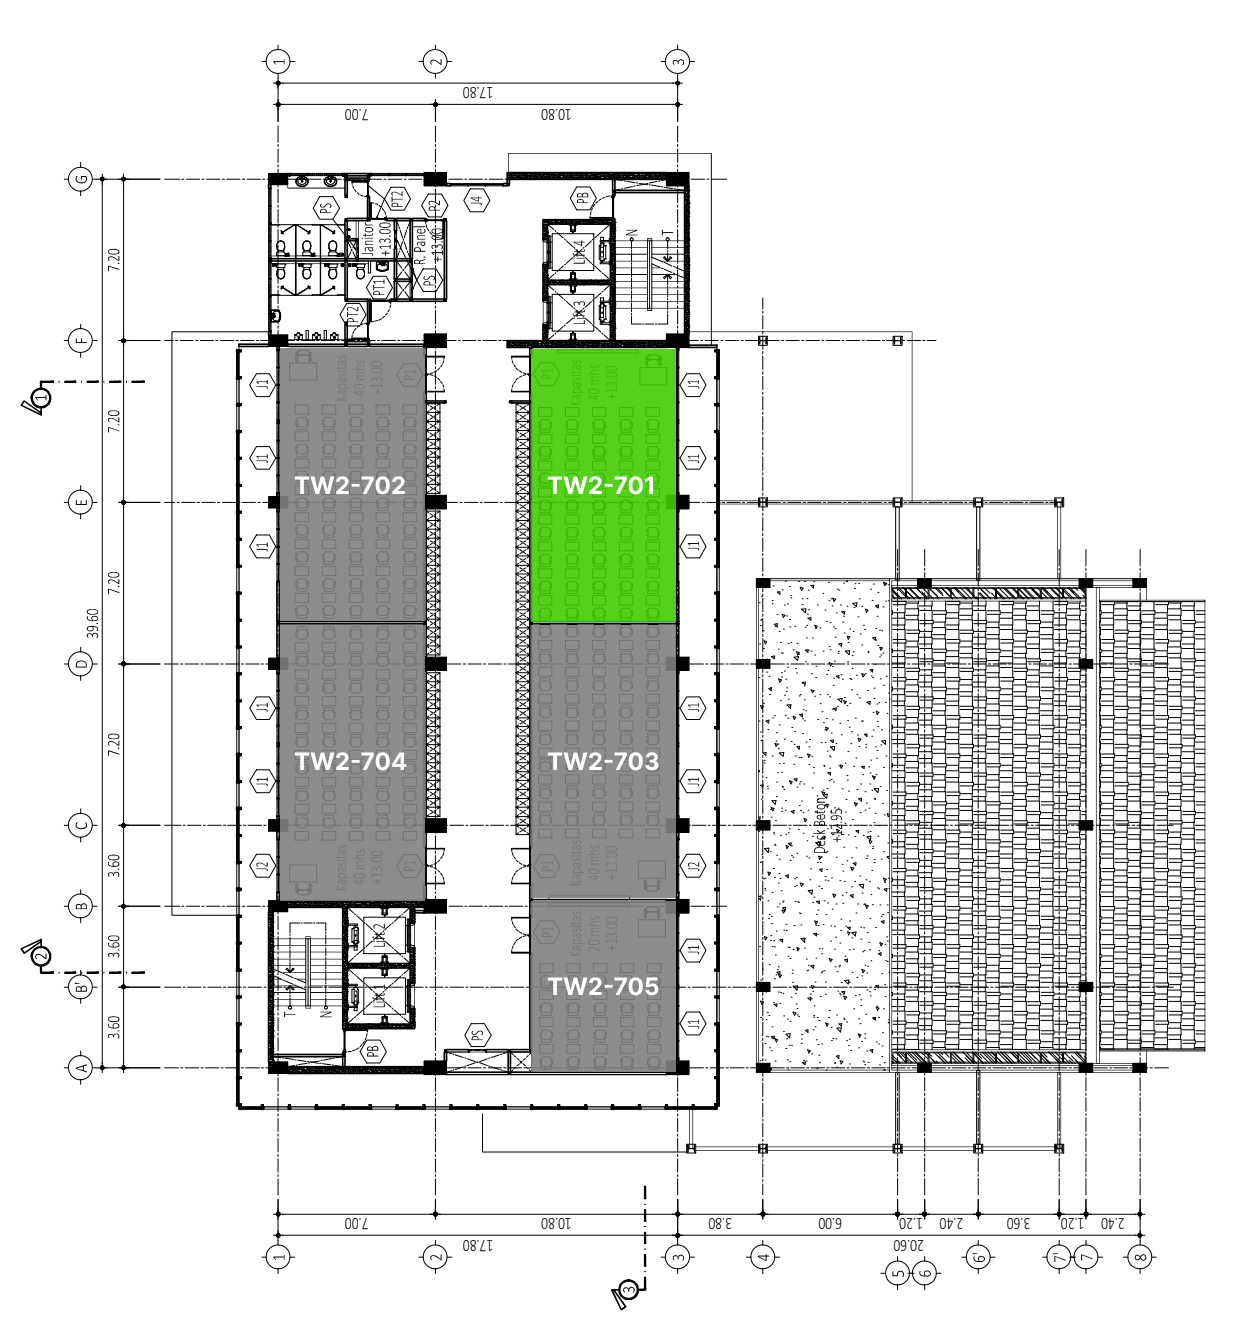 1
2
3
17.80
7.00
10.80
G
PS
PT2
P2
J4
PB
Janitor
+13.00
R. Panel
+13.00
N
T
Lift 4
7.20
PT1
PS
PT2
Lift 3
F
Kapasitas
40 mhs
+13.00
P1
P1
Kapasitas
40 mhs
+13.00
J1
J1
1
7.20
J1
J1
TW2-702
TW2-701
E
J1
J1
7.20
39.60
D
J1
J1
7.20
TW2-704
TW2-703
J1
J1
Deck Beton
+12.95
C
3.60
J2
Kapasitas
40 mhs
+13.00
P1
P1
Kapasitas
40 mhs
+13.00
J2
B
2
3.60
Lift 2
P1
Kapasitas
20 mhs
+13.00
J1
TW2-705
B'
T
N
Lift 1
3.60
PB
PS
J1
A
7.00
10.80
3.80
6.00
1.20
2.40
3.60
1.20
2.40
17.80
20.60
1
2
3
4
5
6
6'
7'
7
8
3